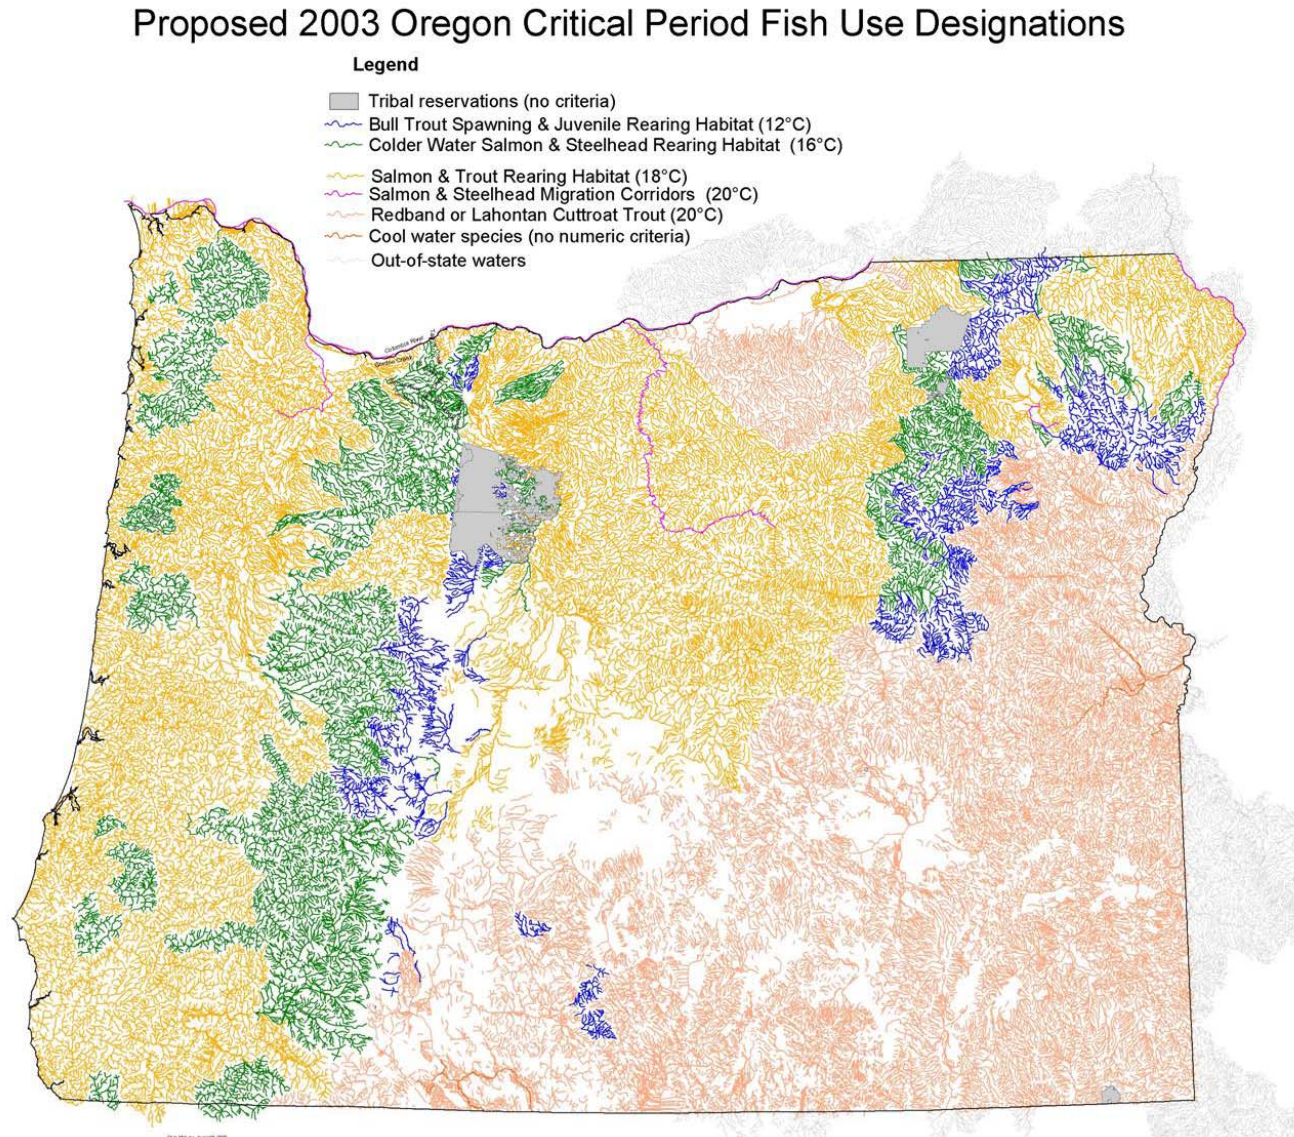 Proposed 2003 Oregon Critical Period Fish Use Designations
Legend
Tribal reservations (no criteria)
Bull Trout Spawning & Juvenile Rearing Habitat (12°C)
Colder Water Salmon & Steelhead Rearing Habitat (16°C)
Salmon & Trout Rearing Habitat (18°C)
Salmon & Steelhead Migration Corridors (20°C)
Redband or Lahontan Cuttroat Trout (20°C)
Cool water species (no numeric criteria)
Out-of-state waters
Columbia River